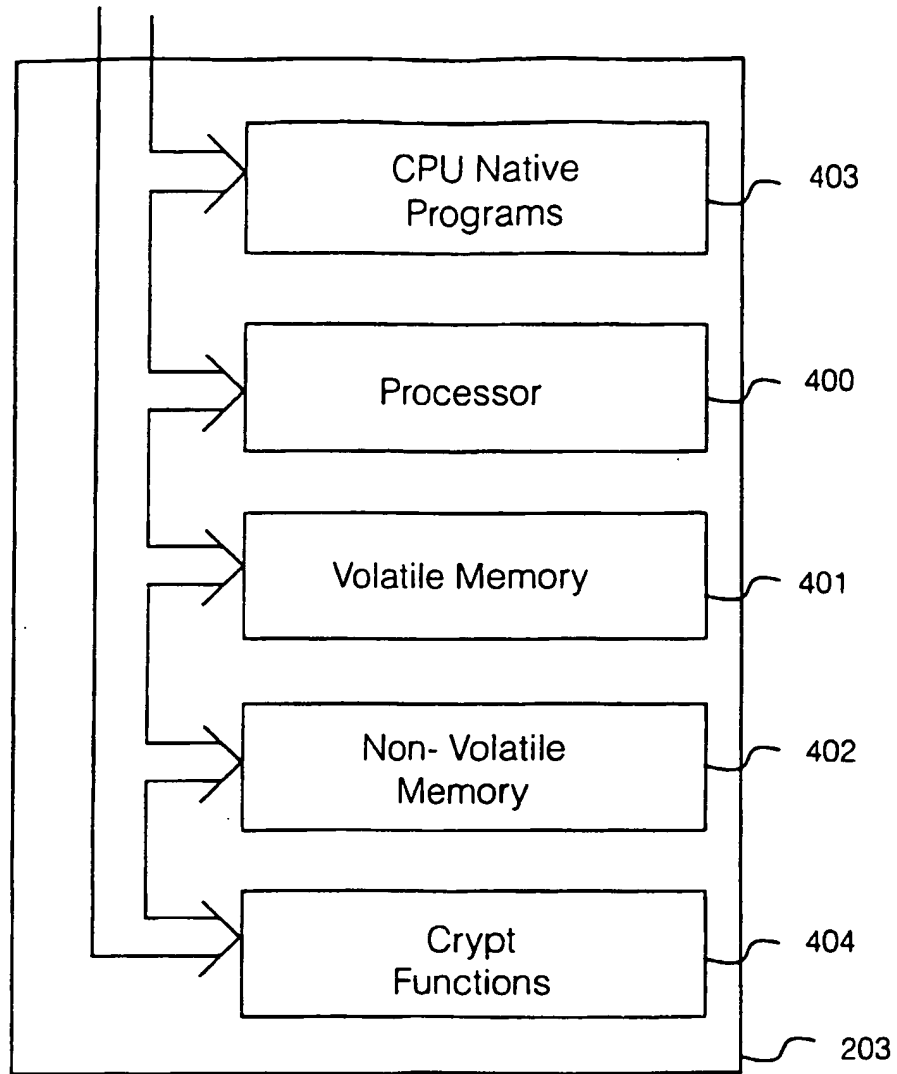 CPU Native
Programs
403
Processor
400
Volatile Memory
401
Non- Volatile
Memory
402
Crypt
Functions
404
203